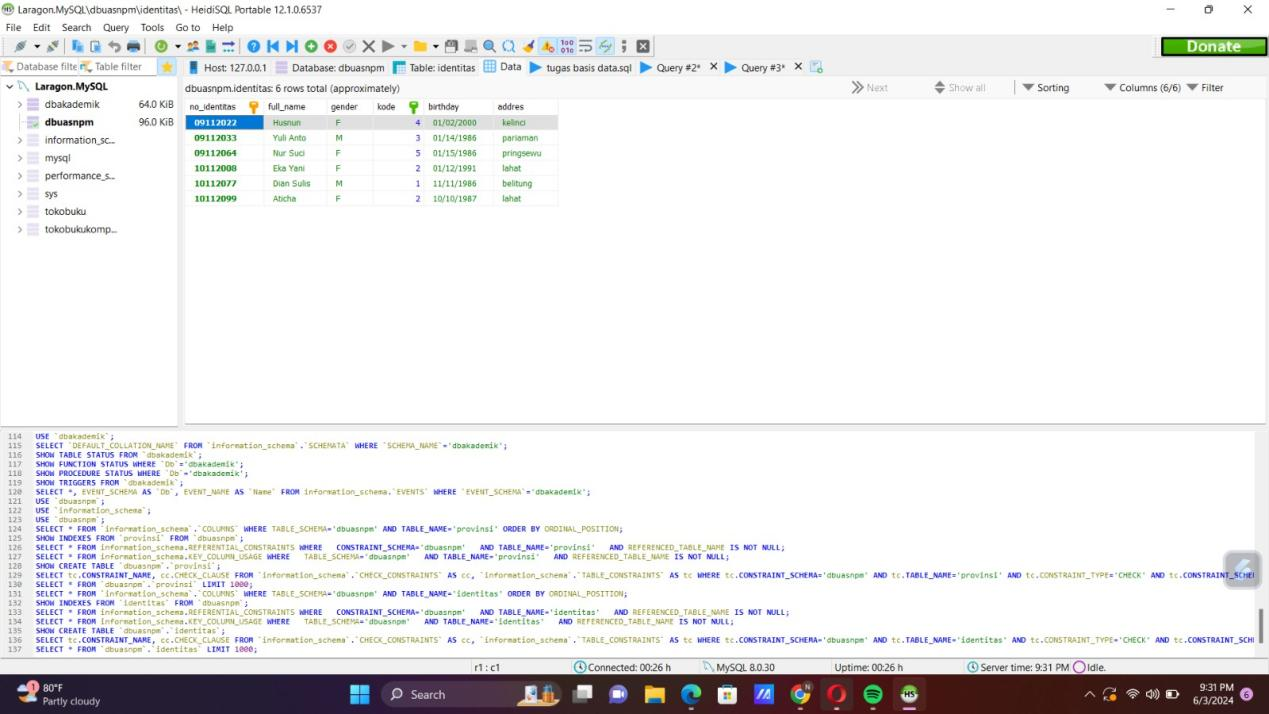 Laragon.MySQL\dbuasnpm\identitas\ - HeidiSQL Portable 12.1.0.6537
File Edit Search Query Tools Go to Help
Donate
Database filte Table filter Host: 127.0.0.1 Database: dbuasnpm Table: identitas Data tugas basis data.sql Query #2* Query #3*
Laragon.MySQL
dbakademik 64.0 KiB
dbuasnpm 96.0 KiB
information_sc...
mysql
performance_s...
sys
tokobuku
tokobukukomp...
dbuasnpm.identitas: 6 rows total (approximately) Next Show all Sorting Columns (6/6) Filter
no_identitas full_name gender kode birthday addres
09112022 Husnun F 4 01/02/2000 kelinci
09112033 Yuli Anto M 3 01/14/1986 pariaman
09112064 Nur Suci F 5 01/15/1986 pringsewu
10112008 Eka Yani F 2 01/12/1991 lahat
10112077 Dian Sulis M 1 11/11/1986 belitung
10112099 Aticha F 2 10/10/1987 lahat
114 USE `dbakademik`;
115 SELECT `DEFAULT_COLLATION_NAME` FROM `information_schema`.`SCHEMATA` WHERE `SCHEMA_NAME`='dbakademik';
116 SHOW TABLE STATUS FROM `dbakademik`;
117 SHOW FUNCTION STATUS WHERE `Db`='dbakademik';
118 SHOW PROCEDURE STATUS WHERE `Db`='dbakademik';
119 SHOW TRIGGERS FROM `dbakademik`;
120 SELECT *, EVENT_SCHEMA AS `Db`, EVENT_NAME AS `Name` FROM information_schema.`EVENTS` WHERE `EVENT_SCHEMA`='dbakademik';
121 USE `dbuasnpm`;
122 USE `information_schema`;
123 USE `dbuasnpm`;
124 SELECT * FROM `information_schema`.`COLUMNS` WHERE TABLE_SCHEMA='dbuasnpm' AND TABLE_NAME='provinsi' ORDER BY ORDINAL_POSITION;
125 SHOW INDEXES FROM `provinsi` FROM `dbuasnpm`;
126 SELECT * FROM information_schema.REFERENTIAL_CONSTRAINTS WHERE CONSTRAINT_SCHEMA='dbuasnpm' AND TABLE_NAME='provinsi' AND REFERENCED_TABLE_NAME IS NOT NULL;
127 SELECT * FROM information_schema.KEY_COLUMN_USAGE WHERE TABLE_SCHEMA='dbuasnpm' AND TABLE_NAME='provinsi' AND REFERENCED_TABLE_NAME IS NOT NULL;
128 SHOW CREATE TABLE `dbuasnpm`.`provinsi`;
129 SELECT tc.CONSTRAINT_NAME, cc.CHECK_CLAUSE FROM `information_schema`.`CHECK_CONSTRAINTS` AS cc, `information_schema`.`TABLE_CONSTRAINTS` AS tc WHERE tc.CONSTRAINT_SCHEMA='dbuasnpm' AND tc.TABLE_NAME='provinsi' AND tc.CONSTRAINT_TYPE='CHECK' AND tc.CONSTRAINT_SCHE
130 SELECT * FROM `dbuasnpm`.`provinsi` LIMIT 1000;
131 SELECT * FROM `information_schema`.`COLUMNS` WHERE TABLE_SCHEMA='dbuasnpm' AND TABLE_NAME='identitas' ORDER BY ORDINAL_POSITION;
132 SHOW INDEXES FROM `identitas` FROM `dbuasnpm`;
133 SELECT * FROM information_schema.REFERENTIAL_CONSTRAINTS WHERE CONSTRAINT_SCHEMA='dbuasnpm' AND TABLE_NAME='identitas' AND REFERENCED_TABLE_NAME IS NOT NULL;
134 SELECT * FROM information_schema.KEY_COLUMN_USAGE WHERE TABLE_SCHEMA='dbuasnpm' AND TABLE_NAME='identitas' AND REFERENCED_TABLE_NAME IS NOT NULL;
135 SHOW CREATE TABLE `dbuasnpm`.`identitas`;
136 SELECT tc.CONSTRAINT_NAME, cc.CHECK_CLAUSE FROM `information_schema`.`CHECK_CONSTRAINTS` AS cc, `information_schema`.`TABLE_CONSTRAINTS` AS tc WHERE tc.CONSTRAINT_SCHEMA='dbuasnpm' AND tc.TABLE_NAME='identitas' AND tc.CONSTRAINT_TYPE='CHECK' AND tc.CONSTRAINT_SCH
137 SELECT * FROM `dbuasnpm`.`identitas` LIMIT 1000;
r1 : c1 Connected: 00:26 h MySQL 8.0.30 Uptime: 00:26 h Server time: 9:31 PM Idle.
1 80°F
Partly cloudy
Search
HS
9:31 PM
6/3/2024 6